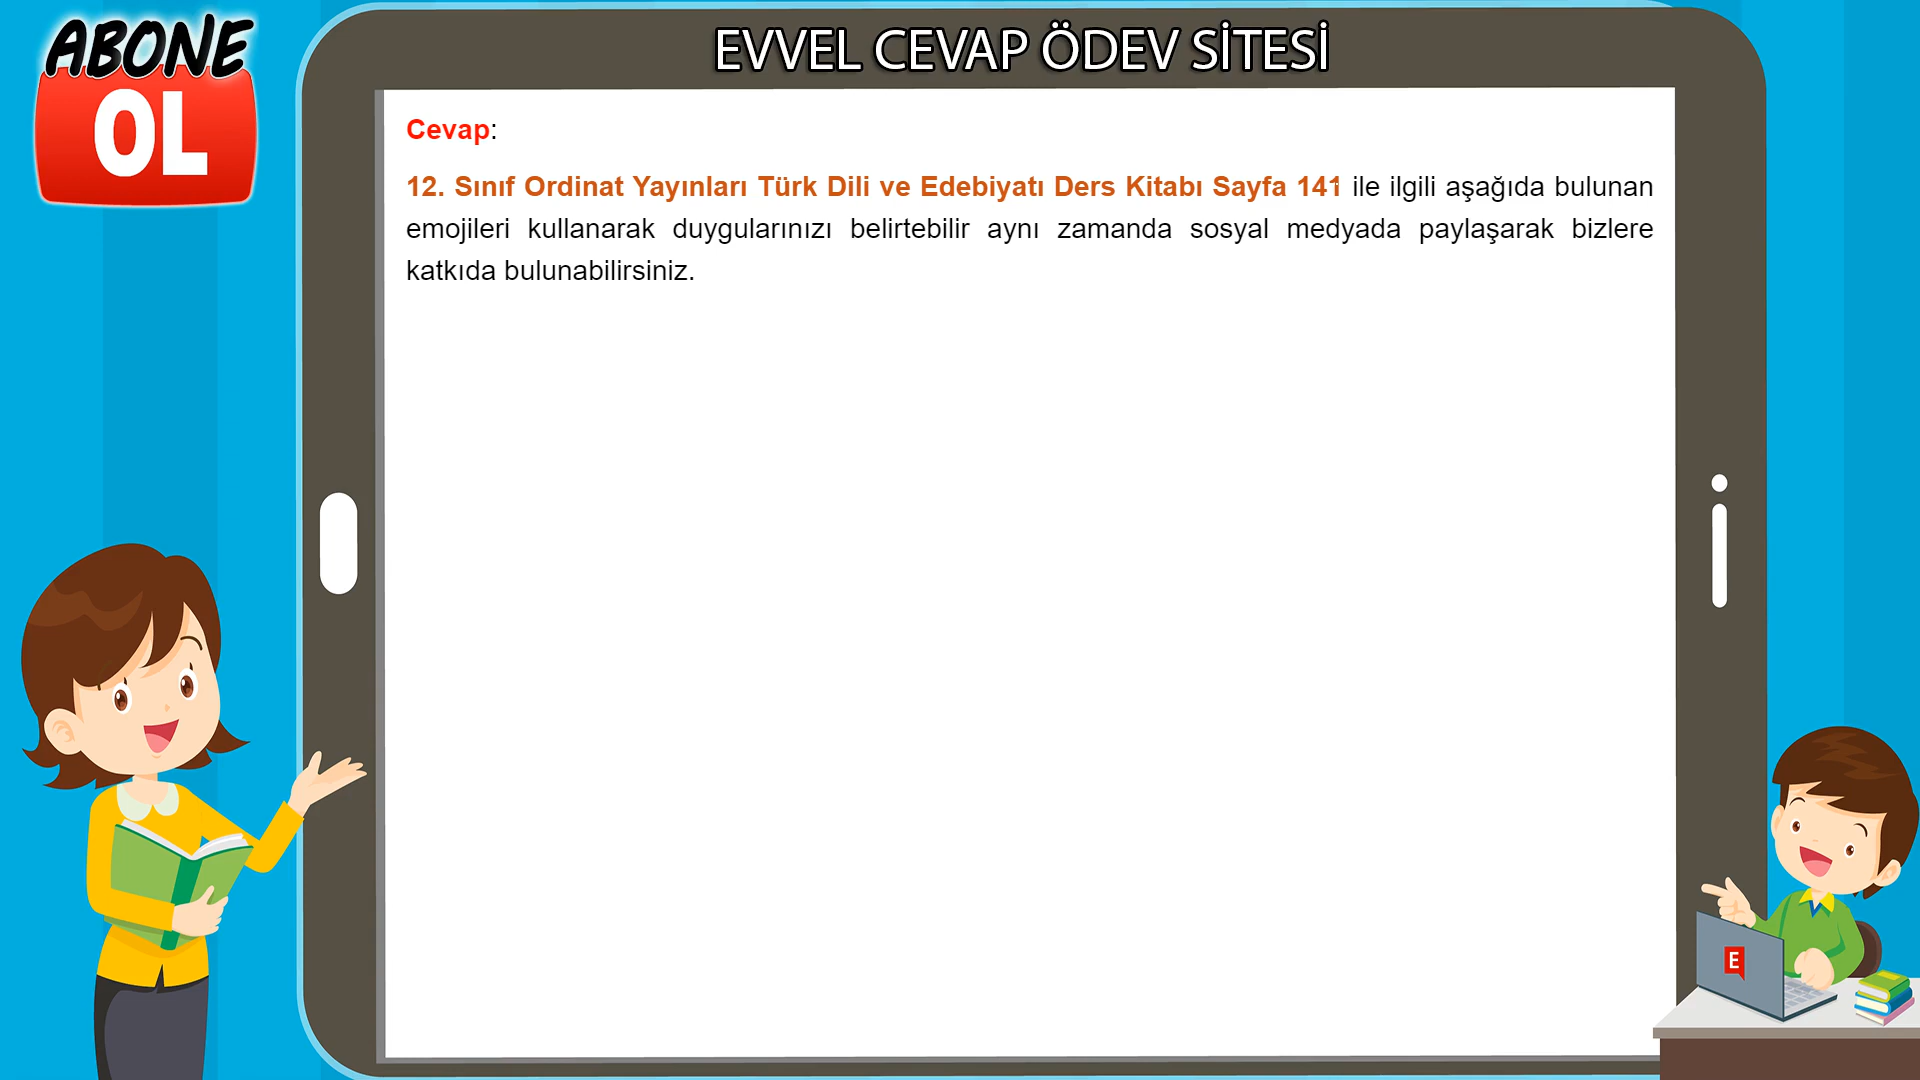 ABONE
OL
EVVEL CEVAP ÖDEV SİTESİ
Cevap:
12. Sınıf Ordinat Yayınları Türk Dili ve Edebiyatı Ders Kitabı Sayfa 141 ile ilgili aşağıda bulunan
emojileri kullanarak duygularınızı belirtebilir aynı zamanda sosyal medyada paylaşarak bizlere
katkıda bulunabilirsiniz.
E